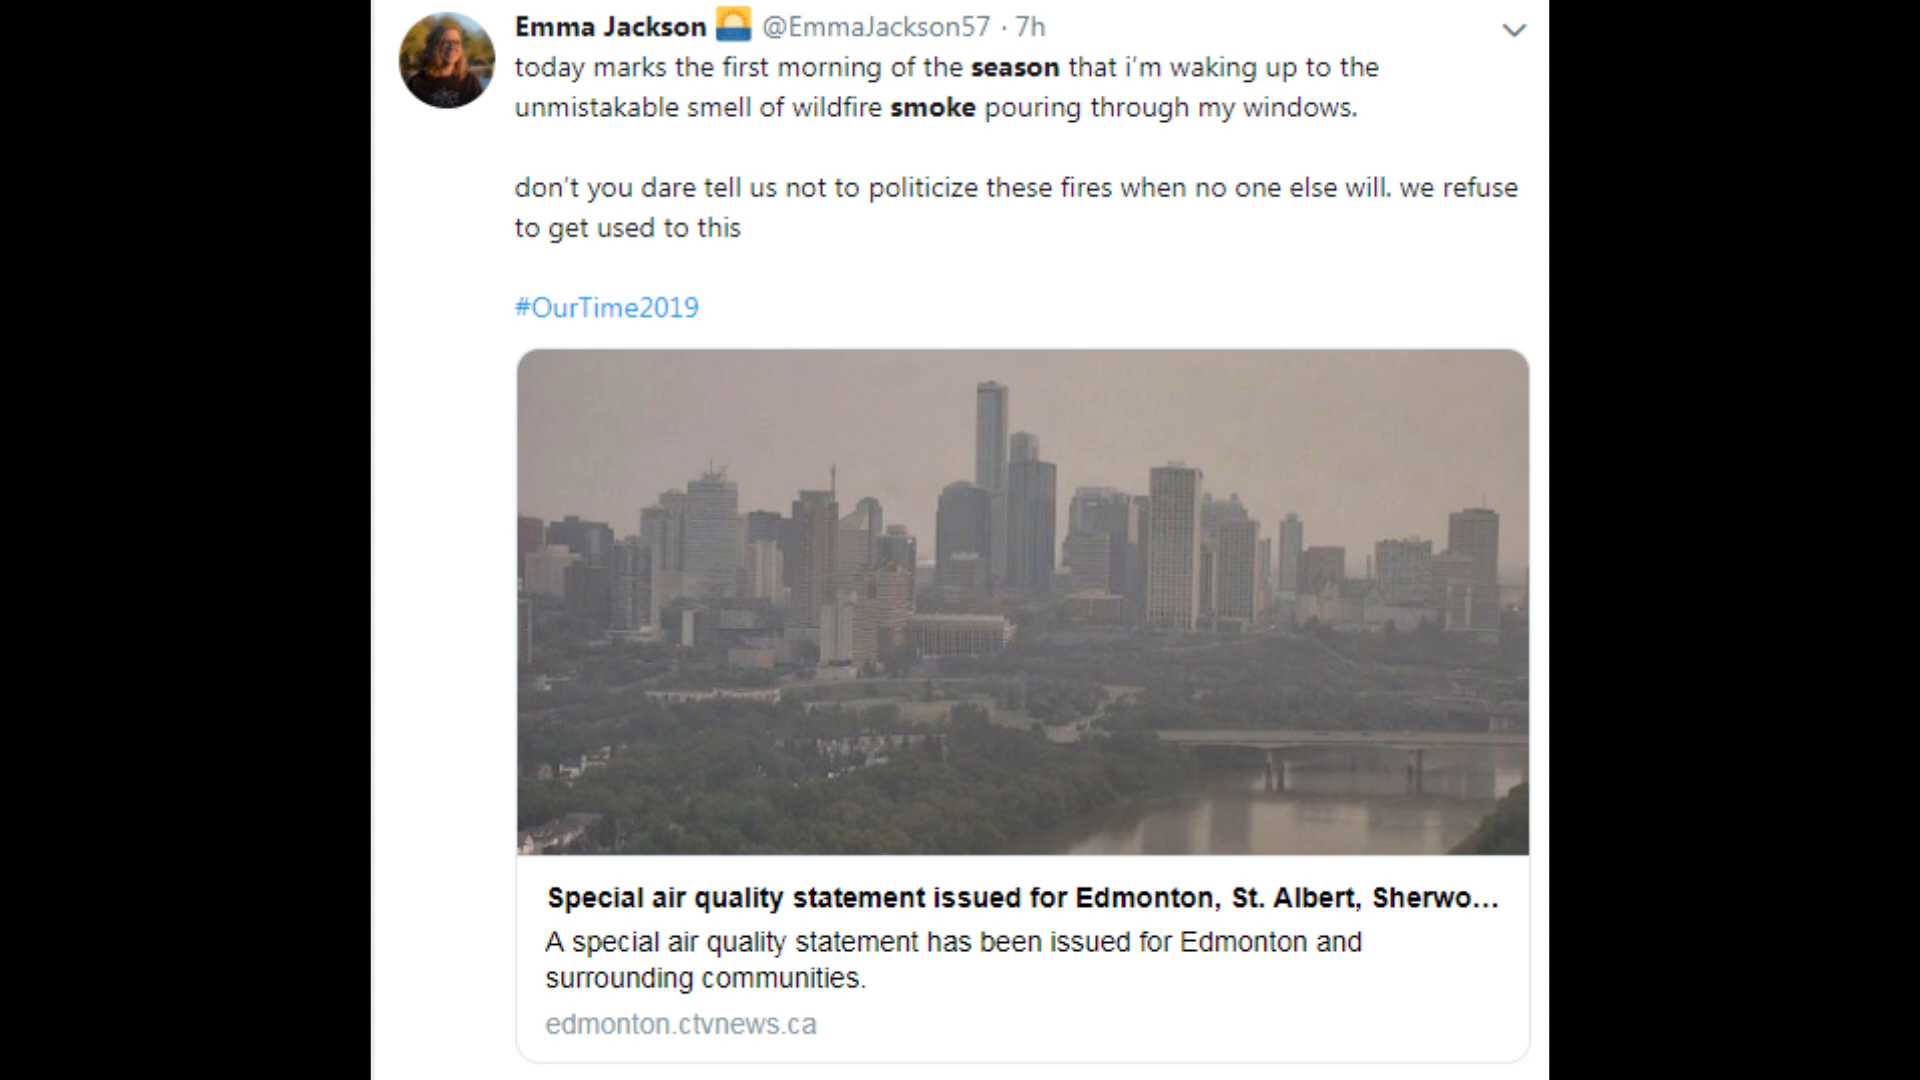 Emma Jackson @EmmaJackson57 · 7h
today marks the first morning of the season that i'm waking up to the
unmistakable smell of wildfire smoke pouring through my windows.
don't you dare tell us not to politicize these fires when no one else will. we refuse
to get used to this
#OurTime2019
Special air quality statement issued for Edmonton, St. Albert, Sherwo...
A special air quality statement has been issued for Edmonton and
surrounding communities.
edmonton.ctvnews.ca